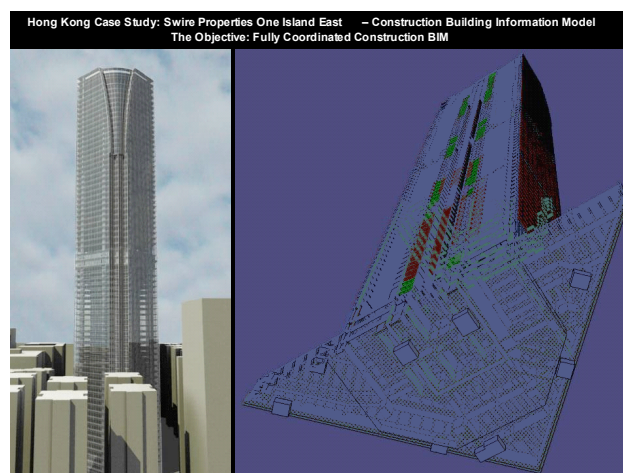 Hong Kong Case Study: Swire Properties One Island East – Construction Building Information Model
The Objective: Fully Coordinated Construction BIM